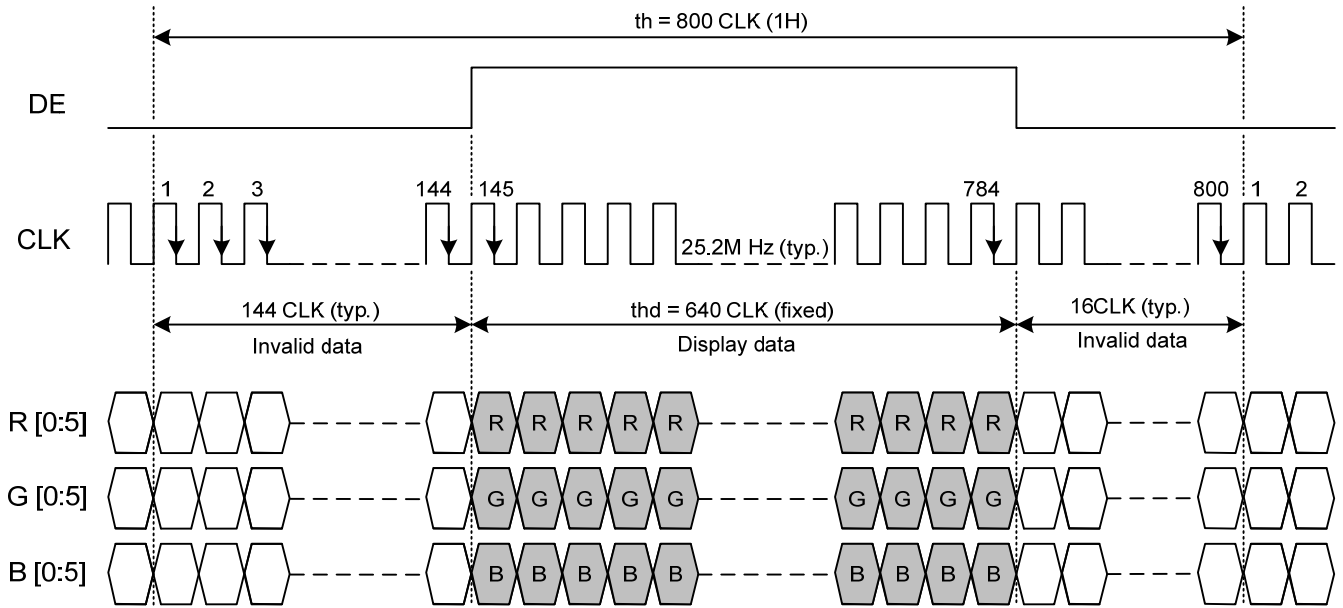 th = 800 CLK (1H)
DE
1 2 3 144 145 784 800 1 2
CLK
25.2M Hz (typ.)
144 CLK (typ.) thd = 640 CLK (fixed) 16CLK (typ.)
Invalid data Display data Invalid data
R [0:5] R R R R R R R R R
G [0:5] G G G G G G G G G
B [0:5] B B B B B B B B B